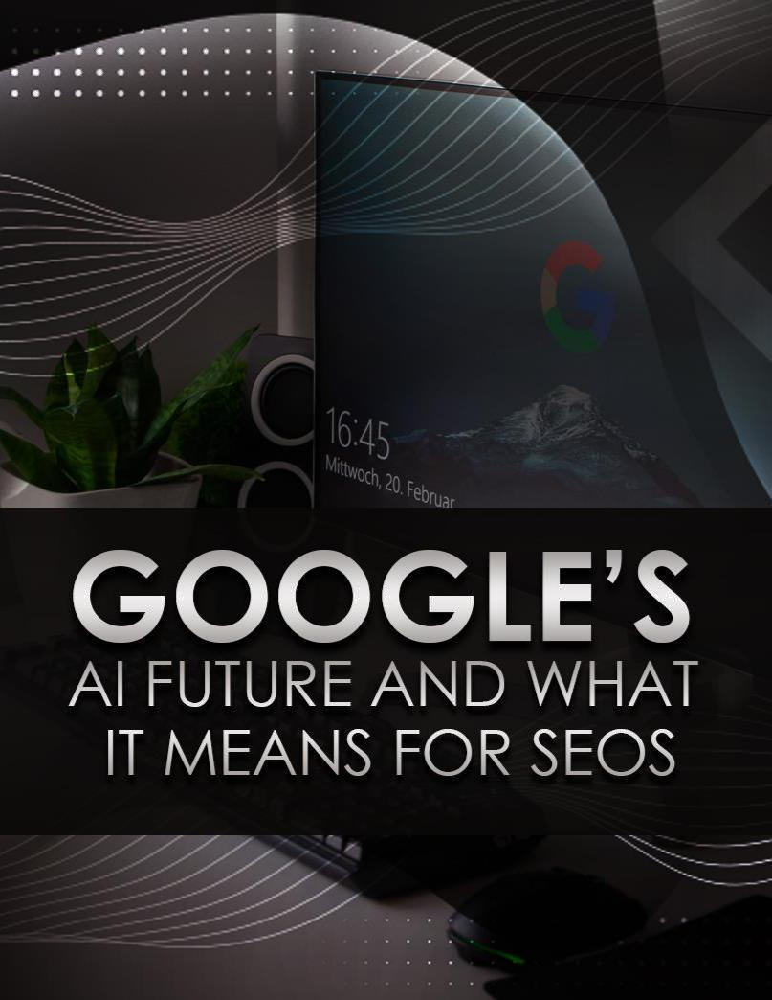 16:45
Mittwoch, 20. Februar
GOOGLE’S
AI FUTURE AND WHAT
IT MEANS FOR SEOS